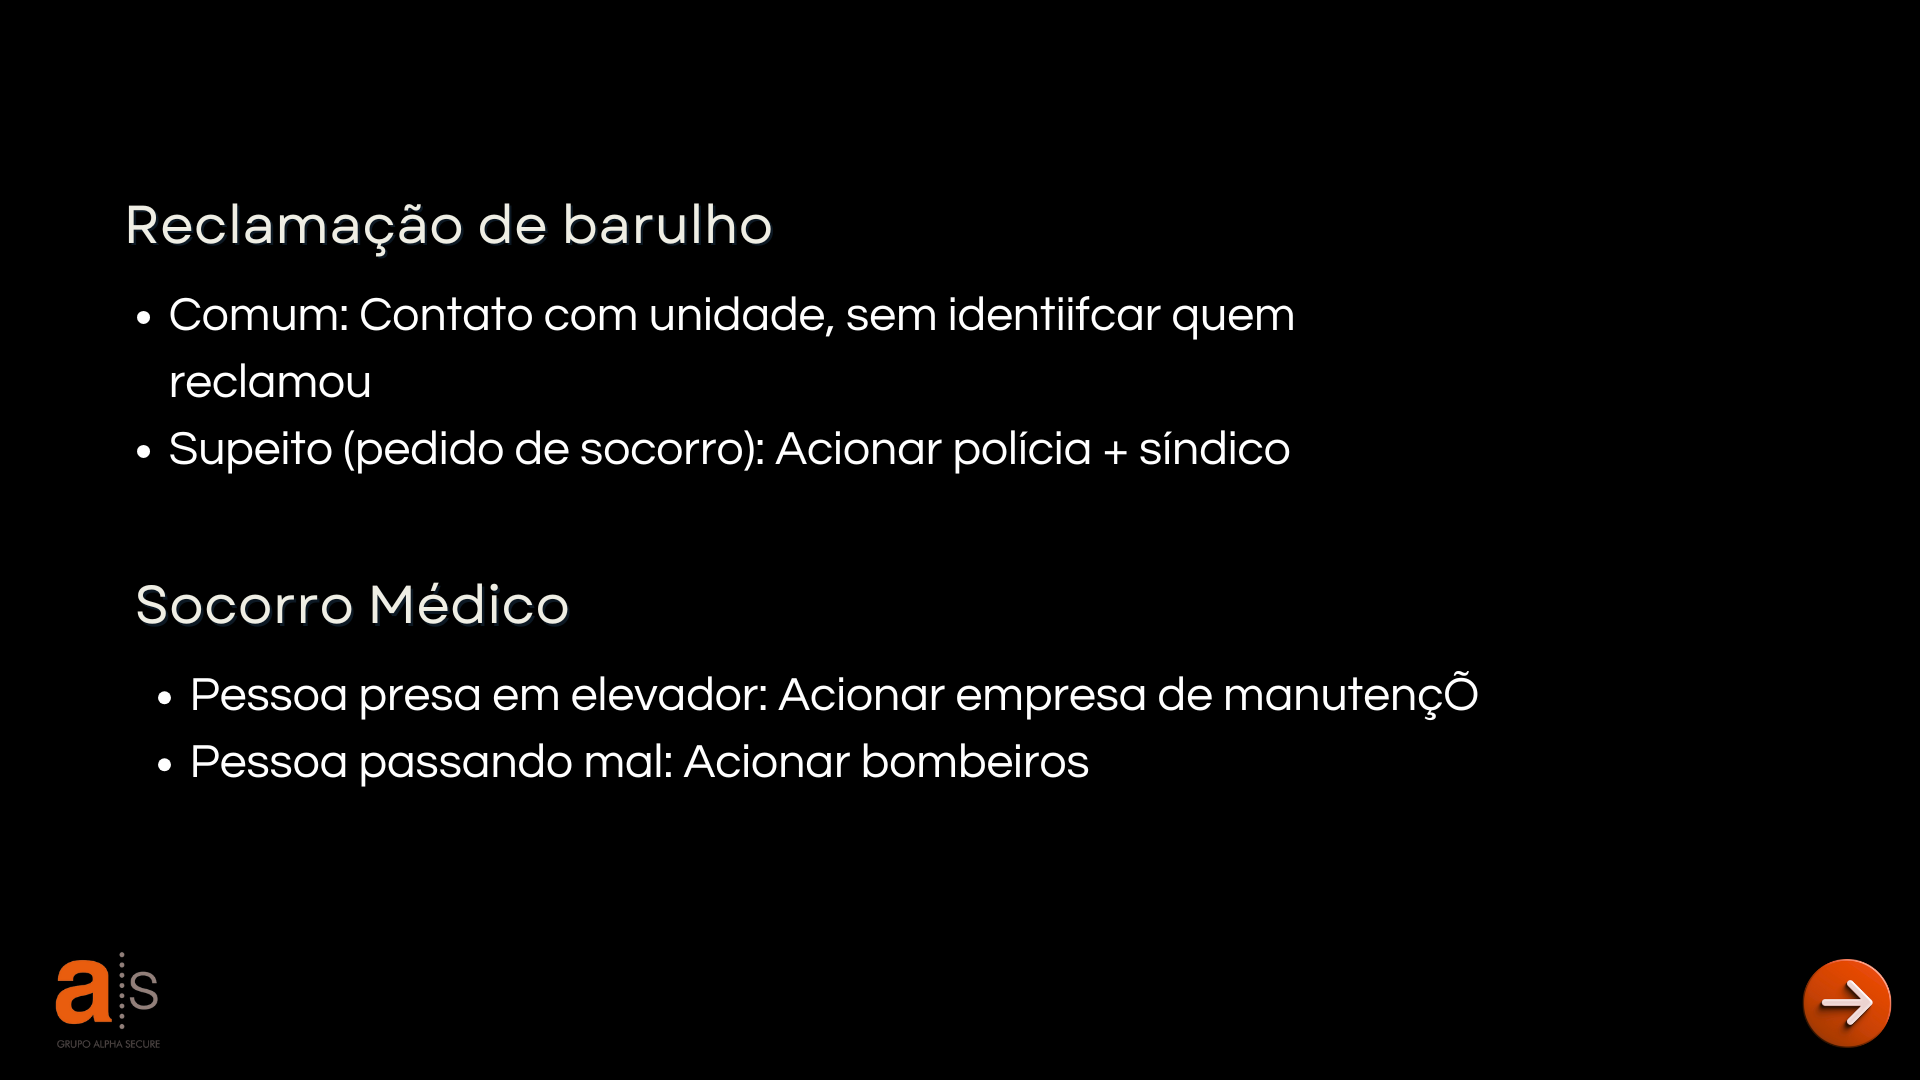 Reclamação de barulho
• Comum: Contato com unidade, sem identiifcar quem
reclamou
• Supeito (pedido de socorro): Acionar polícia + síndico
Socorro Médico
• Pessoa presa em elevador: Acionar empresa de manutençÕ
• Pessoa passando mal: Acionar bombeiros
a s
GRUPO ALPHA SECURE